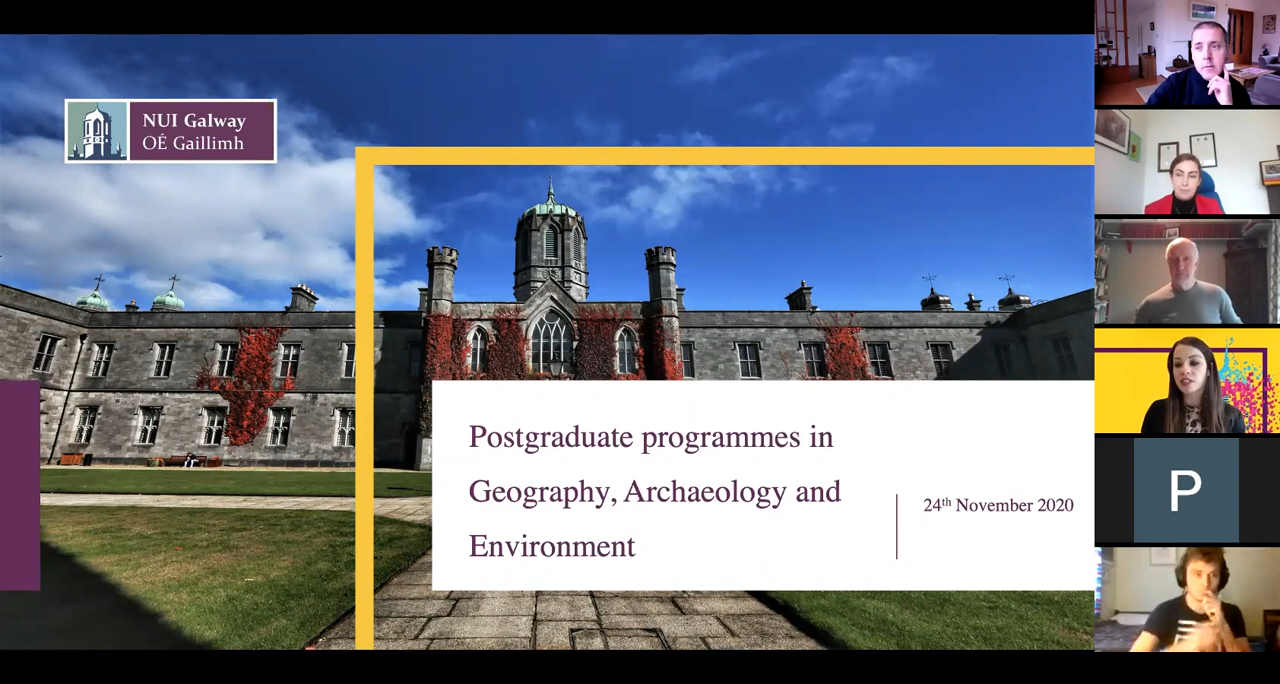 NUI Galway
OÉ Gaillimh
Postgraduate programmes in
Geography, Archaeology and
Environment
24th November 2020
P